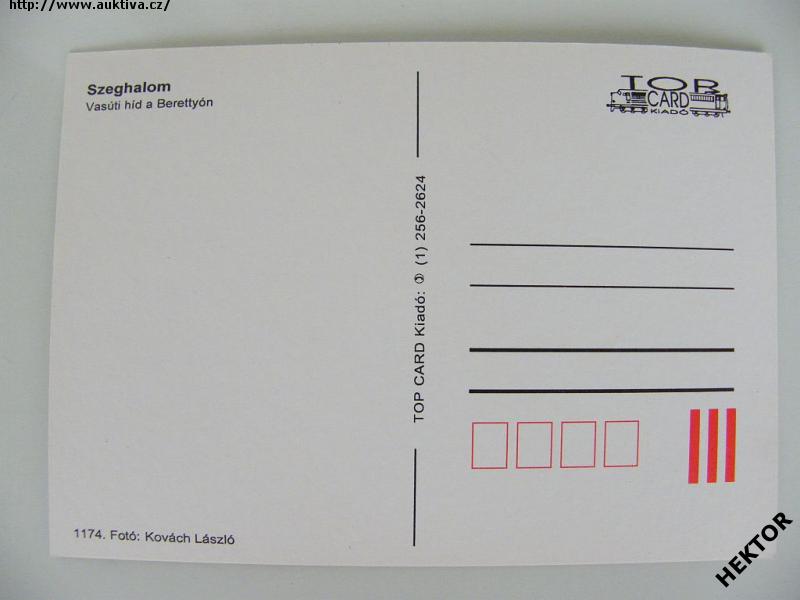 http://www.auktiva.cz/
Szeghalom
Vasúti híd a Berettyón
TOP
CARD
KIADÓ
TOP CARD Kiadó: ✆ (1) 256-2624
1174. Fotó: Kovách László
HEKTOR